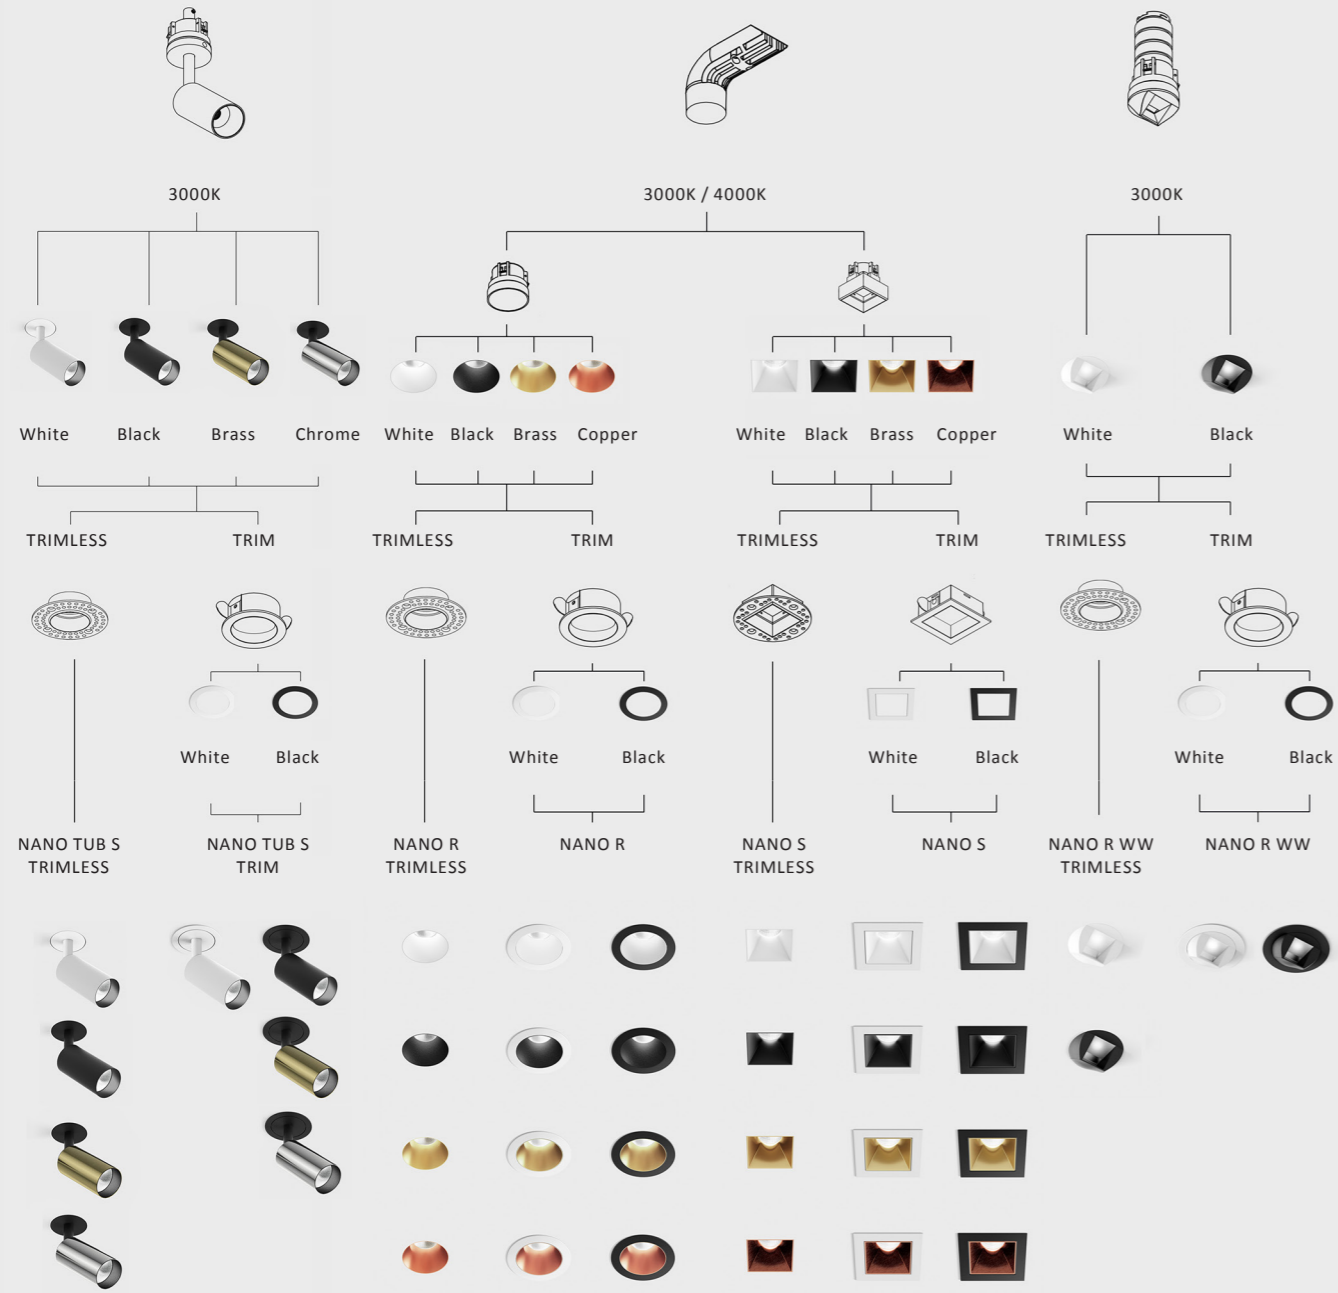 3000K
3000K / 4000K
3000K
White Black Brass Chrome White Black Brass Copper White Black Brass Copper White Black
TRIMLESS TRIM TRIMLESS TRIM TRIMLESS TRIM TRIMLESS TRIM
White Black White Black White Black White Black
NANO TUB S NANO TUB S NANO R NANO R NANO S NANO S NANO R WW NANO R WW
TRIMLESS TRIM TRIMLESS TRIMLESS TRIMLESS